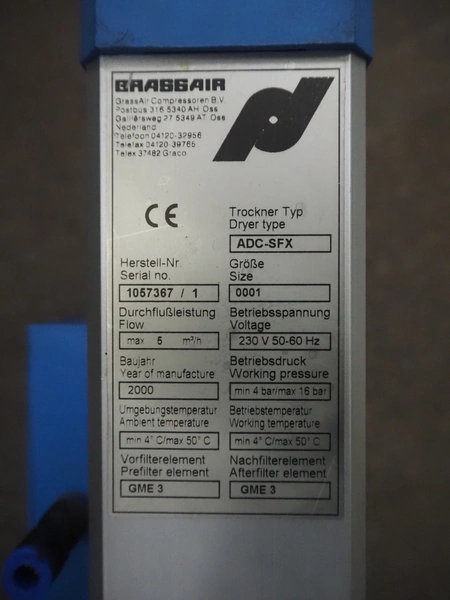 GRASSAIR
GrassAir Compressoren B.V.
Postbus 316 5340 AH Oss
Galliërsweg 27 5349 AT Oss
Nederland
Telefoon 04120-32956
Telefax 04120-39765
Telex 37482 Graco
CE
Trockner Typ
Dryer type
ADC-SFX
Herstell-Nr.
Serial no.
1057367 / 1
Größe
Size
0001
Durchflußleistung
Flow
max 5 m³/h
Betriebsspannung
Voltage
230 V 50-60 Hz
Baujahr
Year of manufacture
2000
Betriebsdruck
Working pressure
min 4 bar/max 16 bar
Umgebungstemperatur
Ambient temperature
min 4° C/max 50° C
Betriebstemperatur
Working temperature
min 4° C/max 50° C
Vorfilterelement
Prefilter element
GME 3
Nachfilterelement
Afterfilter element
GME 3